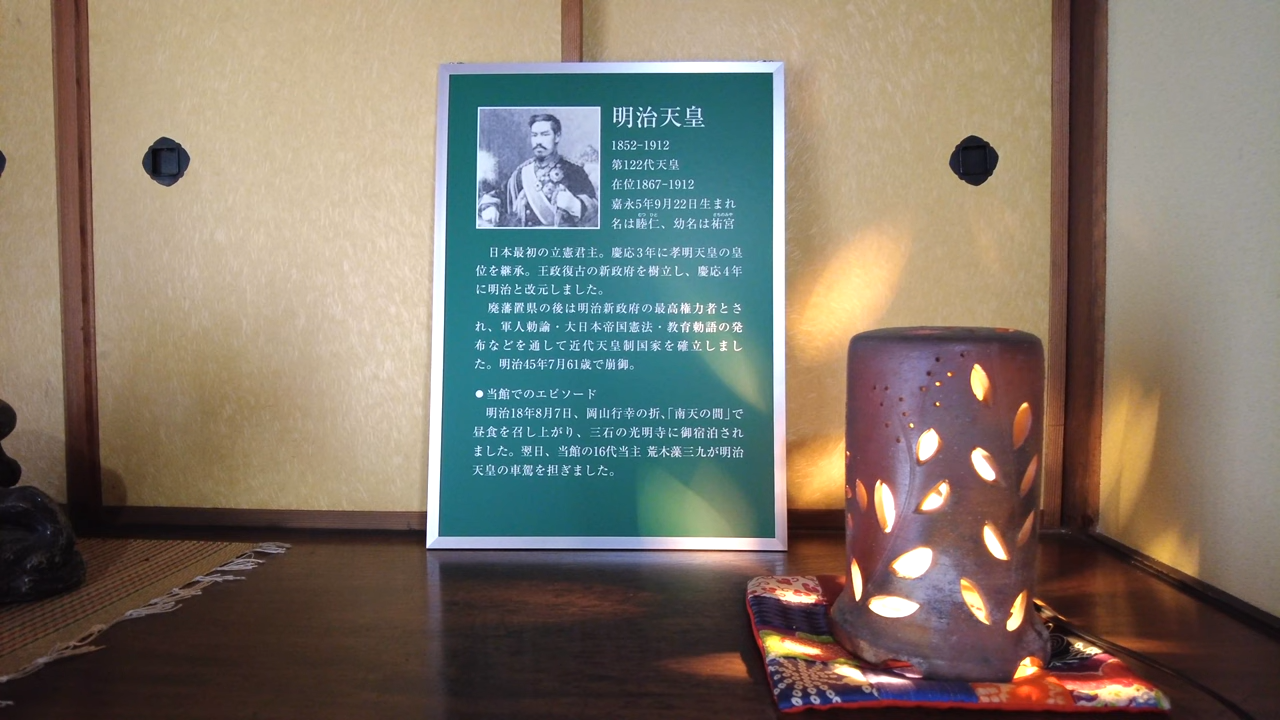 明治天皇
1852-1912
第122代天皇
在位1867-1912
嘉永5年9月22日生まれ
むつ ひと さちのみや
名は睦仁、幼名は祐宮
日本最初の立憲君主。慶応3年に孝明天皇の皇
位を継承。王政復古の新政府を樹立し、慶応4年
に明治と改元しました。
廃藩置県の後は明治新政府の最高権力者とさ
れ、軍人勅諭・大日本帝国憲法・教育勅語の発
布などを通して近代天皇制国家を確立しまし
た。明治45年7月61歳で崩御。
●当館でのエピソード
明治18年8月7日、岡山行幸の折、「南天の間」で
昼食を召し上がり、三石の光明寺に御宿泊され
ました。翌日、当館の16代当主 荒木藻三九が明治
天皇の車駕を担ぎました。